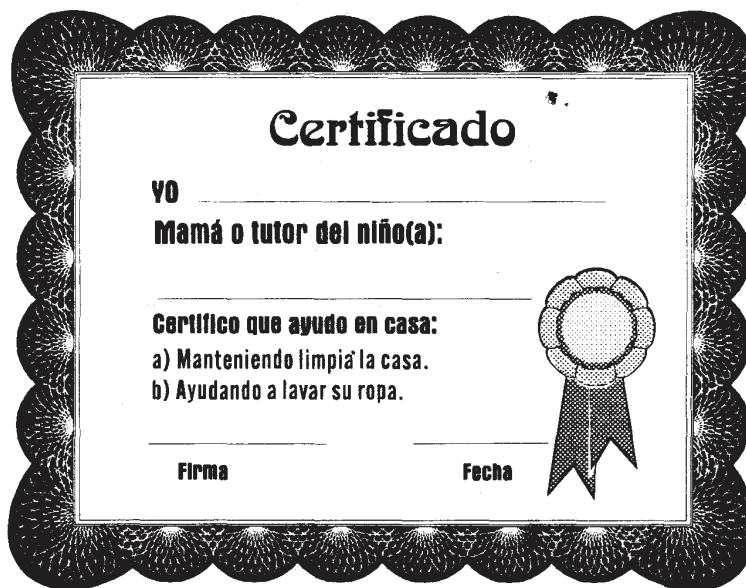 Certificado
YO
Mamá o tutor del niño(a):
Certifico que ayudo en casa:
a) Manteniendo limpia la casa.
b) Ayudando a lavar su ropa.
Firma Fecha